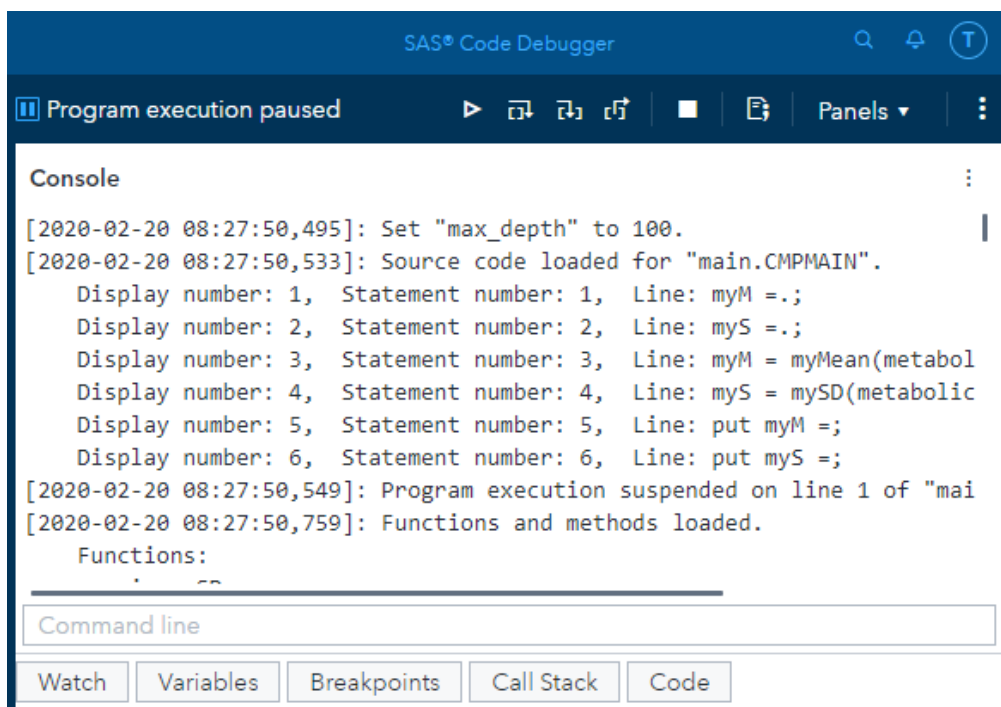 SAS® Code Debugger
T
Program execution paused
Panels
Console
[2020-02-20 08:27:50,495]: Set "max_depth" to 100.
[2020-02-20 08:27:50,533]: Source code loaded for "main.CMPMAIN".
Display number: 1,  Statement number: 1,  Line: myM =.;
Display number: 2,  Statement number: 2,  Line: myS =.;
Display number: 3,  Statement number: 3,  Line: myM = myMean(metabol
Display number: 4,  Statement number: 4,  Line: myS = mySD(metabolic
Display number: 5,  Statement number: 5,  Line: put myM =;
Display number: 6,  Statement number: 6,  Line: put myS =;
[2020-02-20 08:27:50,549]: Program execution suspended on line 1 of "mai
[2020-02-20 08:27:50,759]: Functions and methods loaded.
Functions:
Command line
Watch Variables Breakpoints Call Stack Code